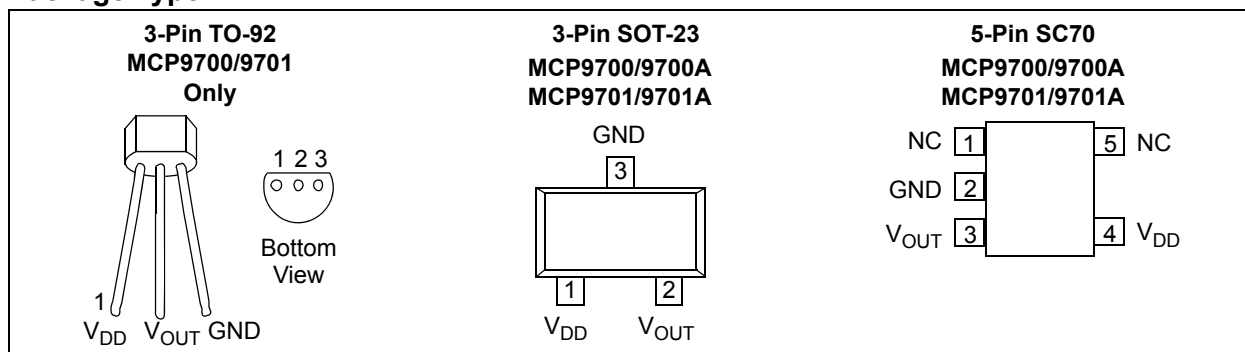 3-Pin TO-92
MCP9700/9701
Only
1 2 3
Bottom
View
1
VDD VOUT GND
3-Pin SOT-23
MCP9700/9700A
MCP9701/9701A
GND
3
1 2
VDD VOUT
5-Pin SC70
MCP9700/9700A
MCP9701/9701A
NC 1 5 NC
GND 2
VOUT 3 4 VDD